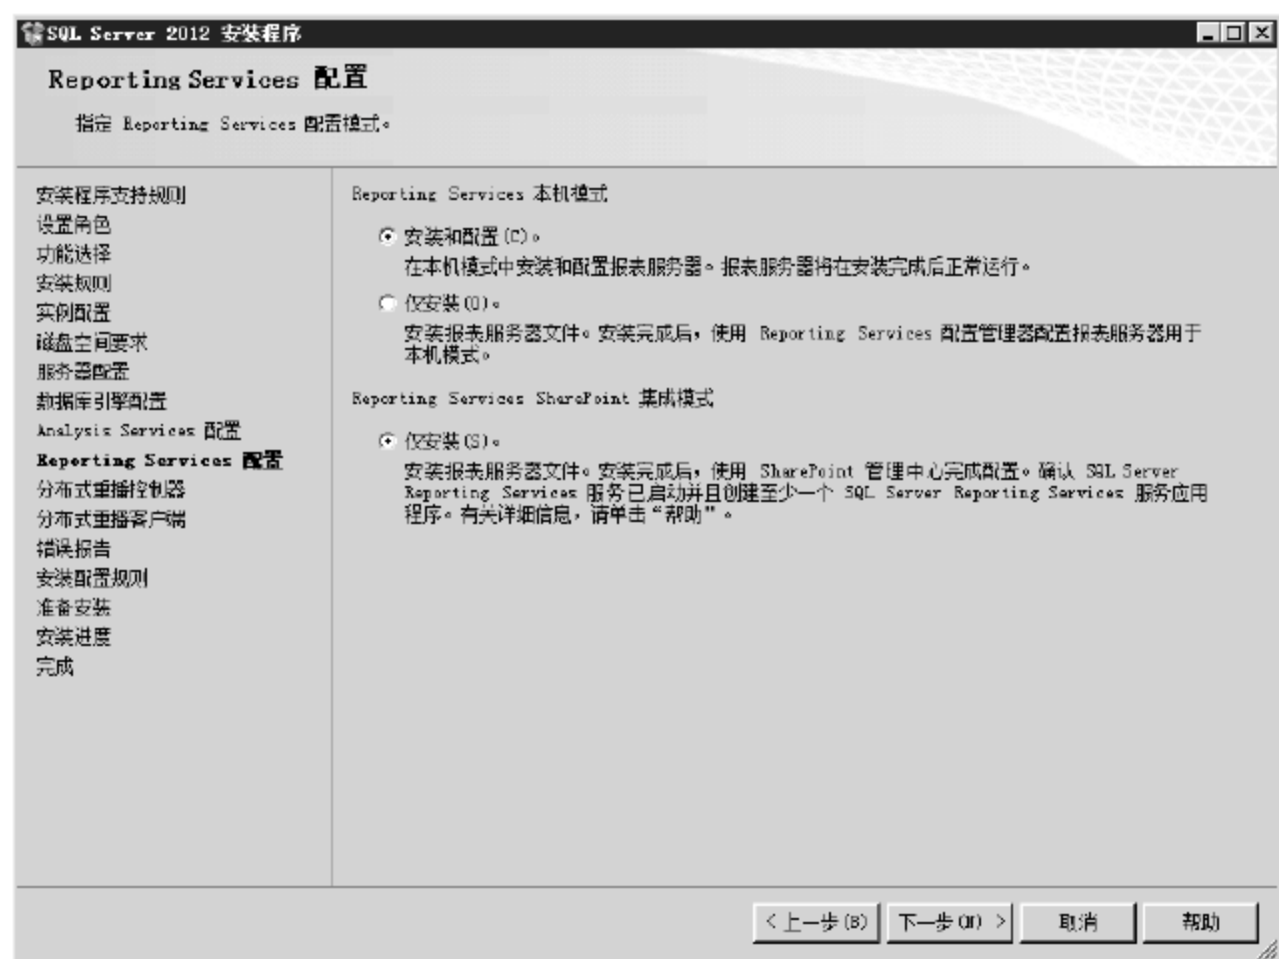 SQL Server 2012 安装程序
Reporting Services 配置
指定 Reporting Services 配置模式。
安装程序支持规则
设置角色
功能选择
安装规则
实例配置
磁盘空间要求
服务器配置
数据库引擎配置
Analysis Services 配置
Reporting Services 配置
分布式重播控制器
分布式重播客户端
错误报告
安装配置规则
准备安装
安装进度
完成
Reporting Services 本机模式
安装和配置(C)。
在本机模式中安装和配置报表服务器。报表服务器将在安装完成后正常运行。
仅安装(O)。
安装报表服务器文件。安装完成后，使用 Reporting Services 配置管理器配置报表服务器用于
本机模式。
Reporting Services SharePoint 集成模式
仅安装(S)。
安装报表服务器文件。安装完成后，使用 SharePoint 管理中心完成配置。确认 SQL Server
Reporting Services 服务已启动并且创建至少一个 SQL Server Reporting Services 服务应用
程序。有关详细信息，请单击“帮助”。
< 上一步(B)
下一步(N) >
取消
帮助